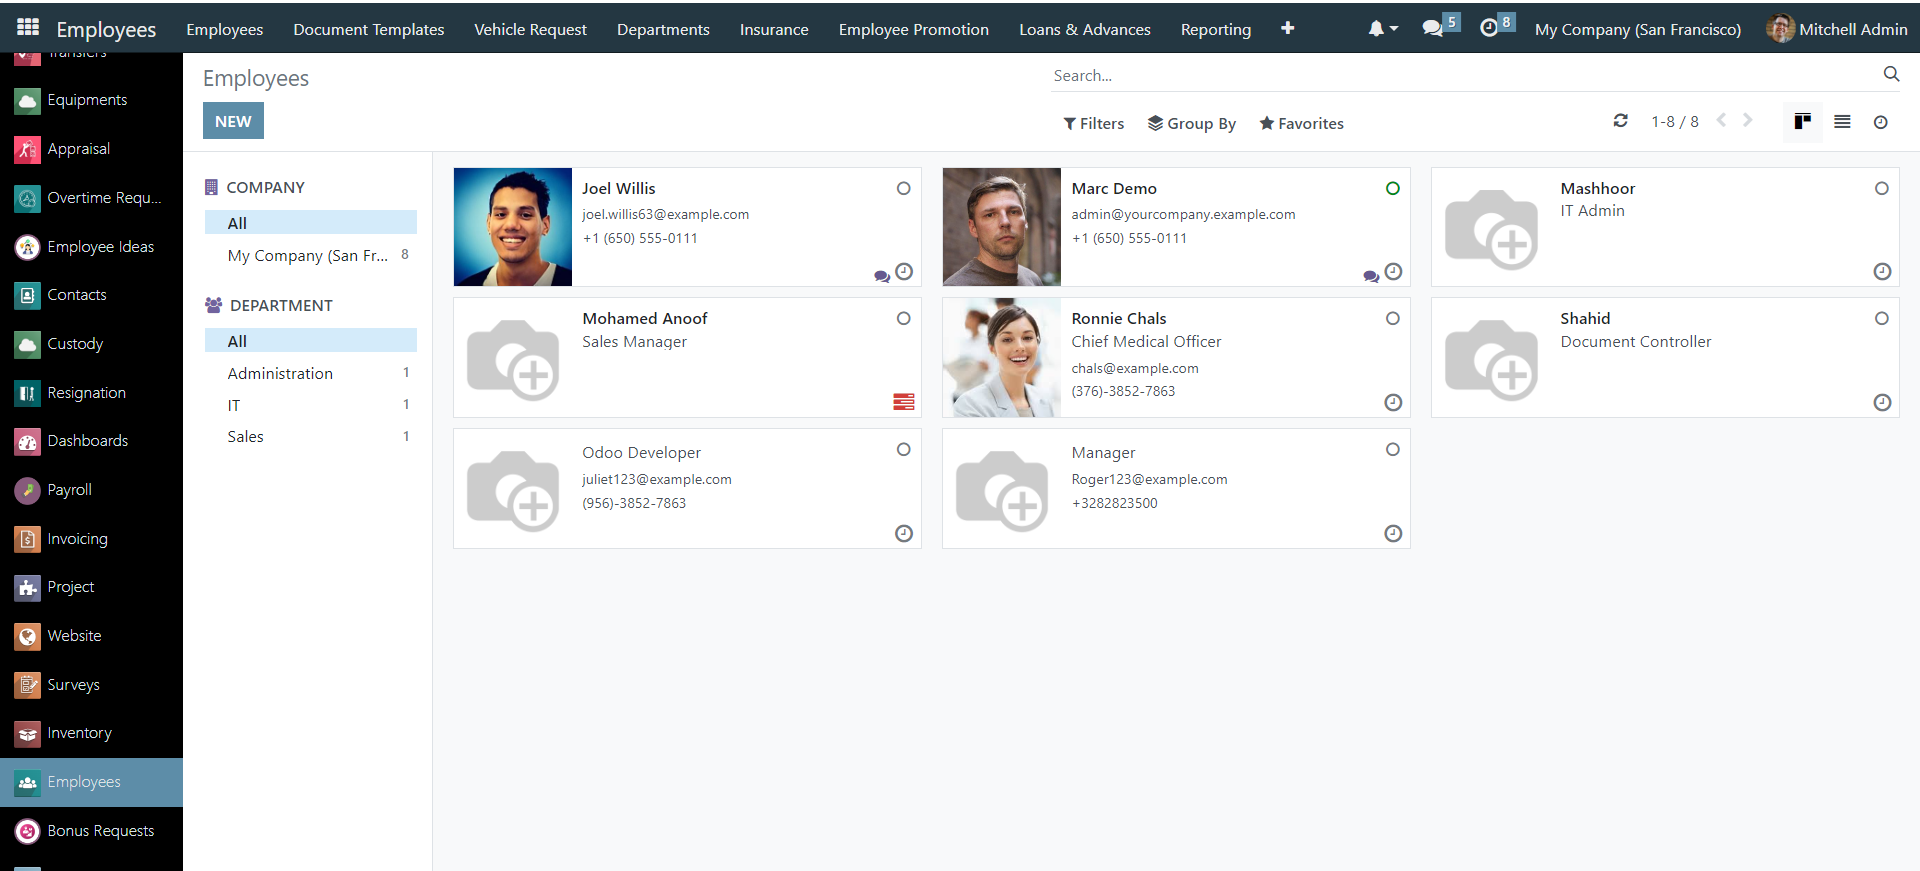 Employees Employees Document Templates Vehicle Request Departments Insurance Employee Promotion Loans & Advances Reporting 5 8 My Company (San Francisco) Mitchell Admin
Transfers
Equipments
Appraisal
Overtime Requ...
Employee Ideas
Contacts
Custody
Resignation
Dashboards
Payroll
Invoicing
Project
Website
Surveys
Inventory
Employees
Bonus Requests
Employees
Search...
NEW
Filters Group By Favorites 1-8 / 8
COMPANY
All
My Company (San Fr... 8
DEPARTMENT
All
Administration 1
IT 1
Sales 1
Joel Willis
joel.willis63@example.com
+1 (650) 555-0111
Marc Demo
admin@yourcompany.example.com
+1 (650) 555-0111
Mashhoor
IT Admin
Mohamed Anoof
Sales Manager
Ronnie Chals
Chief Medical Officer
chals@example.com
(376)-3852-7863
Shahid
Document Controller
Odoo Developer
juliet123@example.com
(956)-3852-7863
Manager
Roger123@example.com
+3282823500